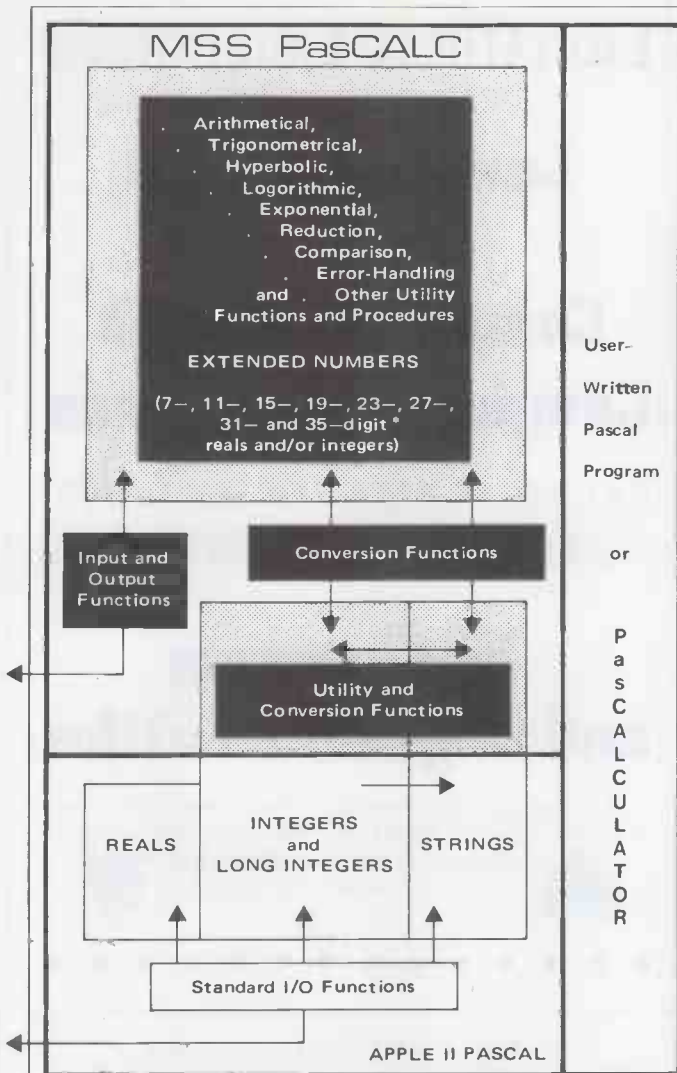 MSS PasCALC
. Arithmetical,
. Trigonometrical,
. Hyperbolic,
. Logorithmic,
. Exponential,
. Reduction,
. Comparison,
. Error-Handling
and . Other Utility
Functions and Procedures
EXTENDED NUMBERS
(7—, 11—, 15—, 19—, 23—, 27—,
31— and 35—digit *
reals and/or integers)
Input and
Output
Functions
Conversion Functions
Utility and
Conversion Functions
REALS
INTEGERS
and
LONG INTEGERS
STRINGS
Standard I/O Functions
APPLE II PASCAL
User-
Written
Pascal
Program
or
PasCALCULATOR